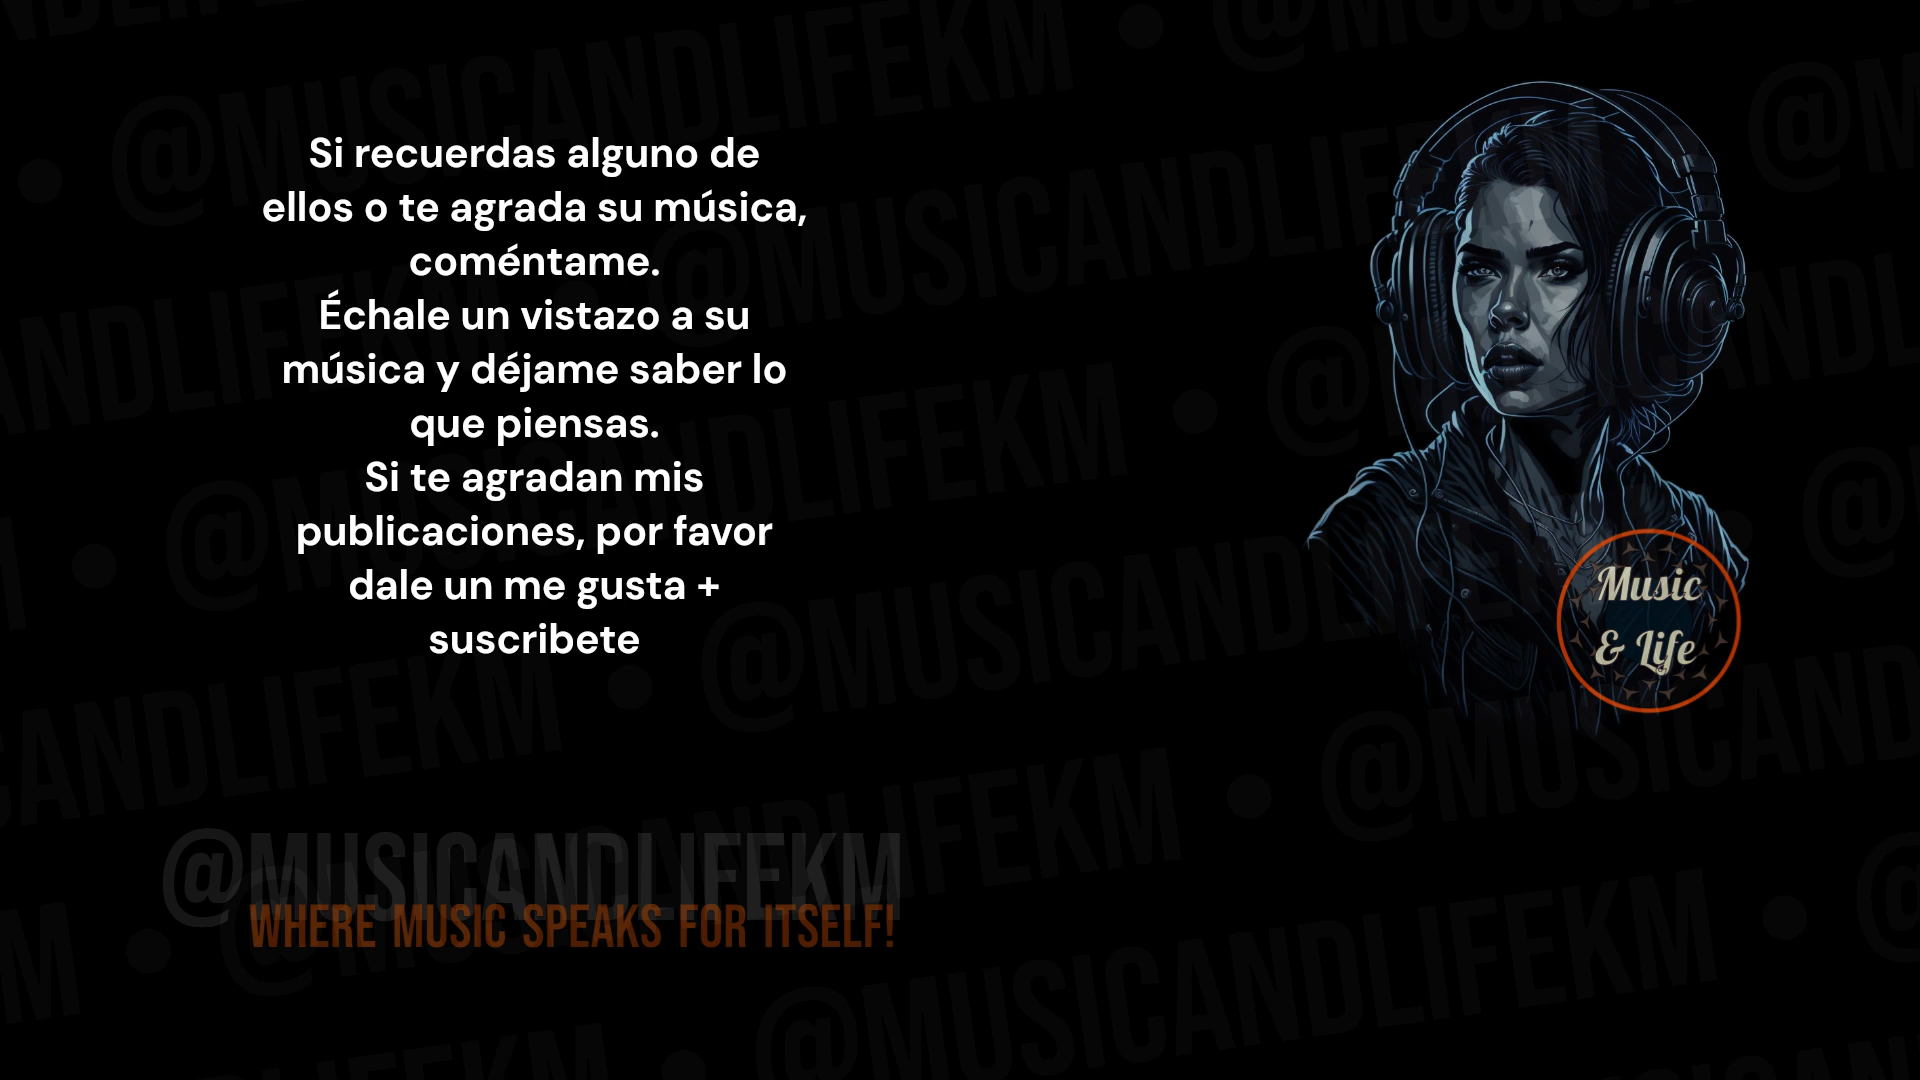 Si recuerdas alguno de
ellos o te agrada su música,
coméntame.
Échale un vistazo a su
música y déjame saber lo
que piensas.
Si te agradan mis
publicaciones, por favor
dale un me gusta +
suscribete
Music
& Life
@MUSICANDLIFEKM
WHERE MUSIC SPEAKS FOR ITSELF!